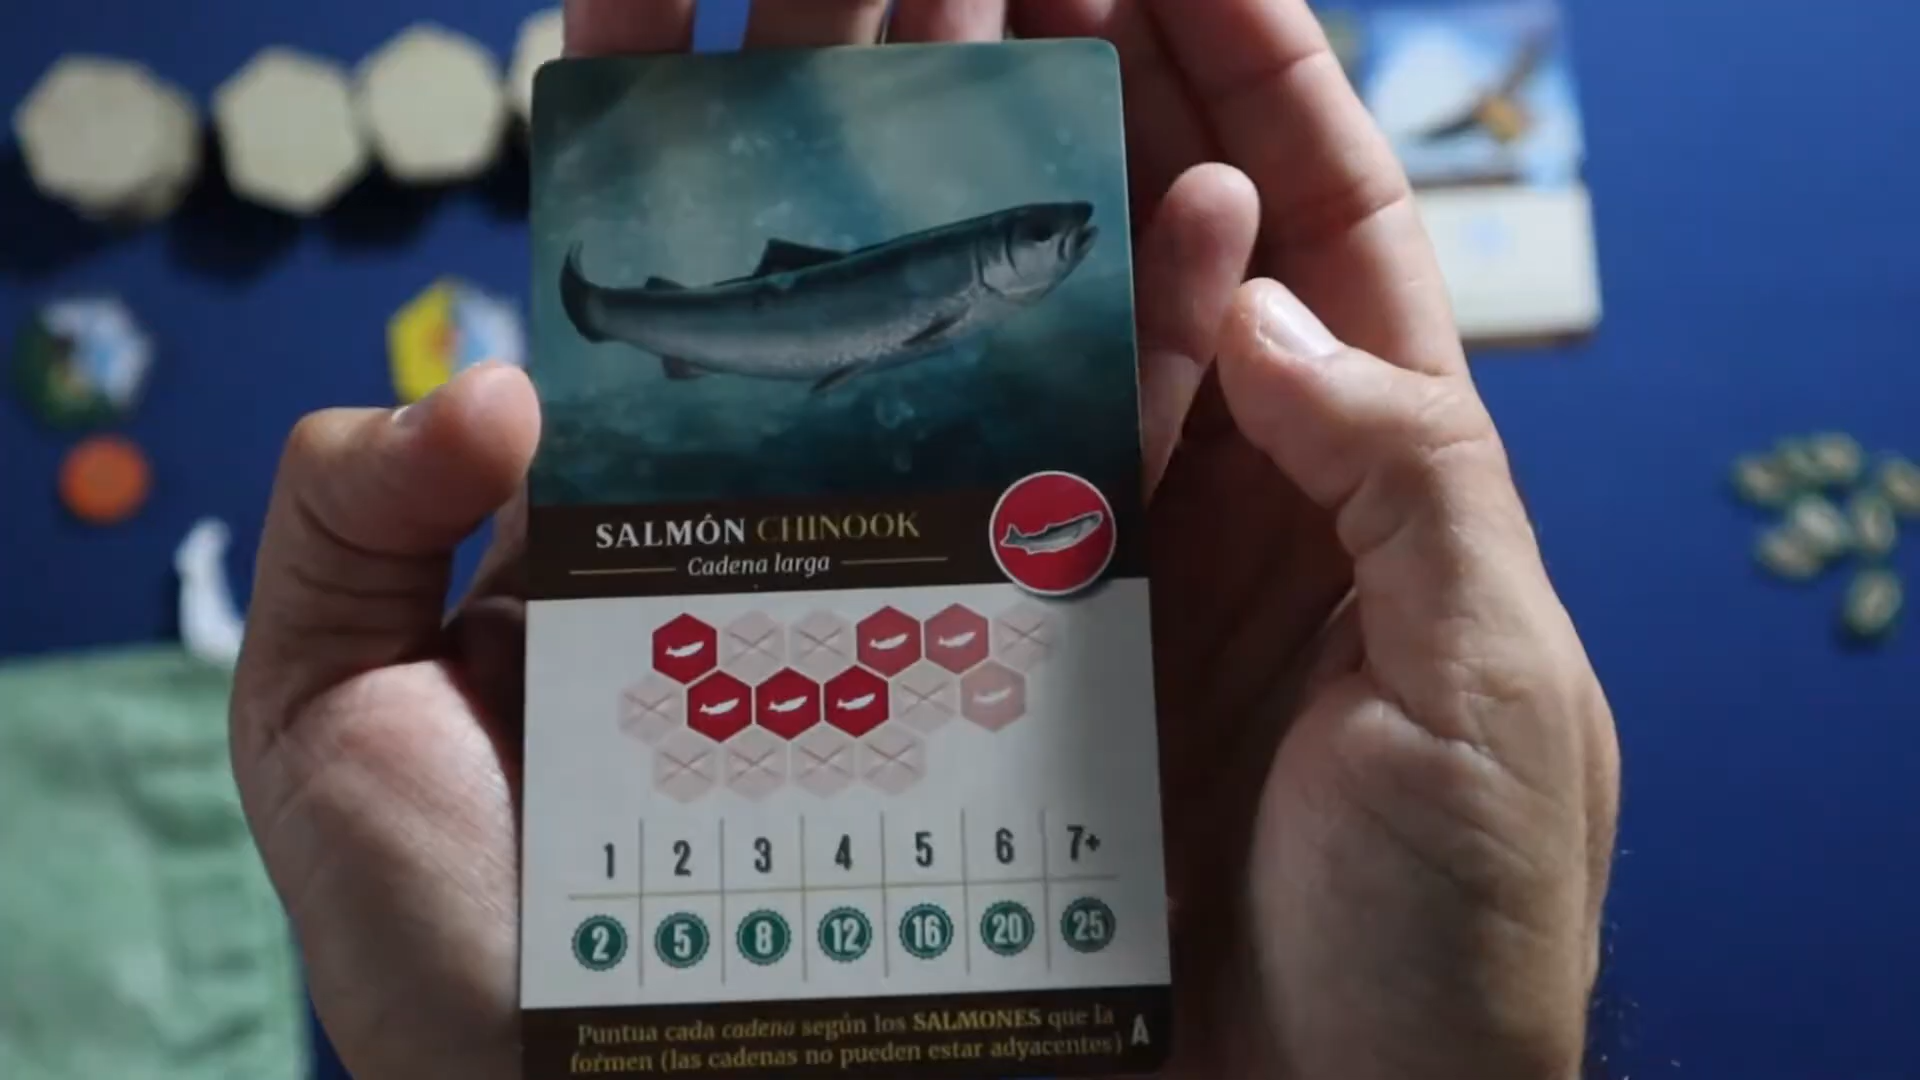 SALMÓN CHINOOK
Cadena larga
1 2 3 4 5 6 7+
2 5 8 12 16 20 25
Puntua cada cadena según los SALMONES que la
formen (las cadenas no pueden estar adyacentes)
A